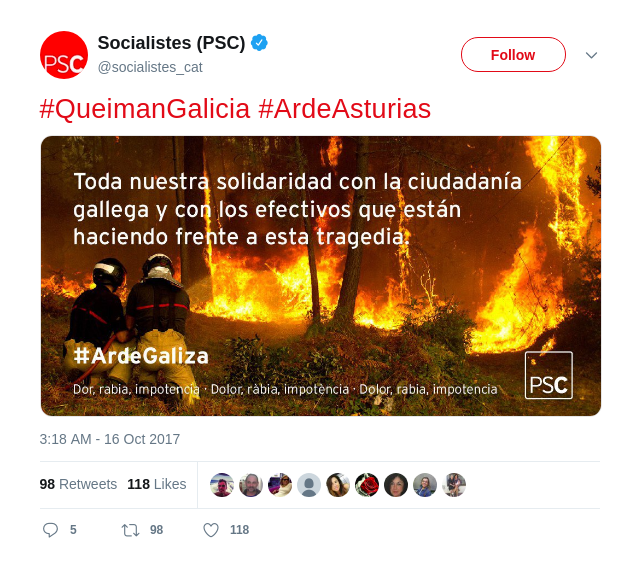 PSC
Socialistes (PSC)
@socialistes_cat
Follow
#QueimanGalicia #ArdeAsturias
Toda nuestra solidaridad con la ciudadanía
gallega y con los efectivos que están
haciendo frente a esta tragedia.
#ArdeGaliza
Dor, rabia, impotencia · Dolor, ràbia, impotència · Dolor, rabia, impotencia
PSC
3:18 AM - 16 Oct 2017
98 Retweets 118 Likes
5 98 118